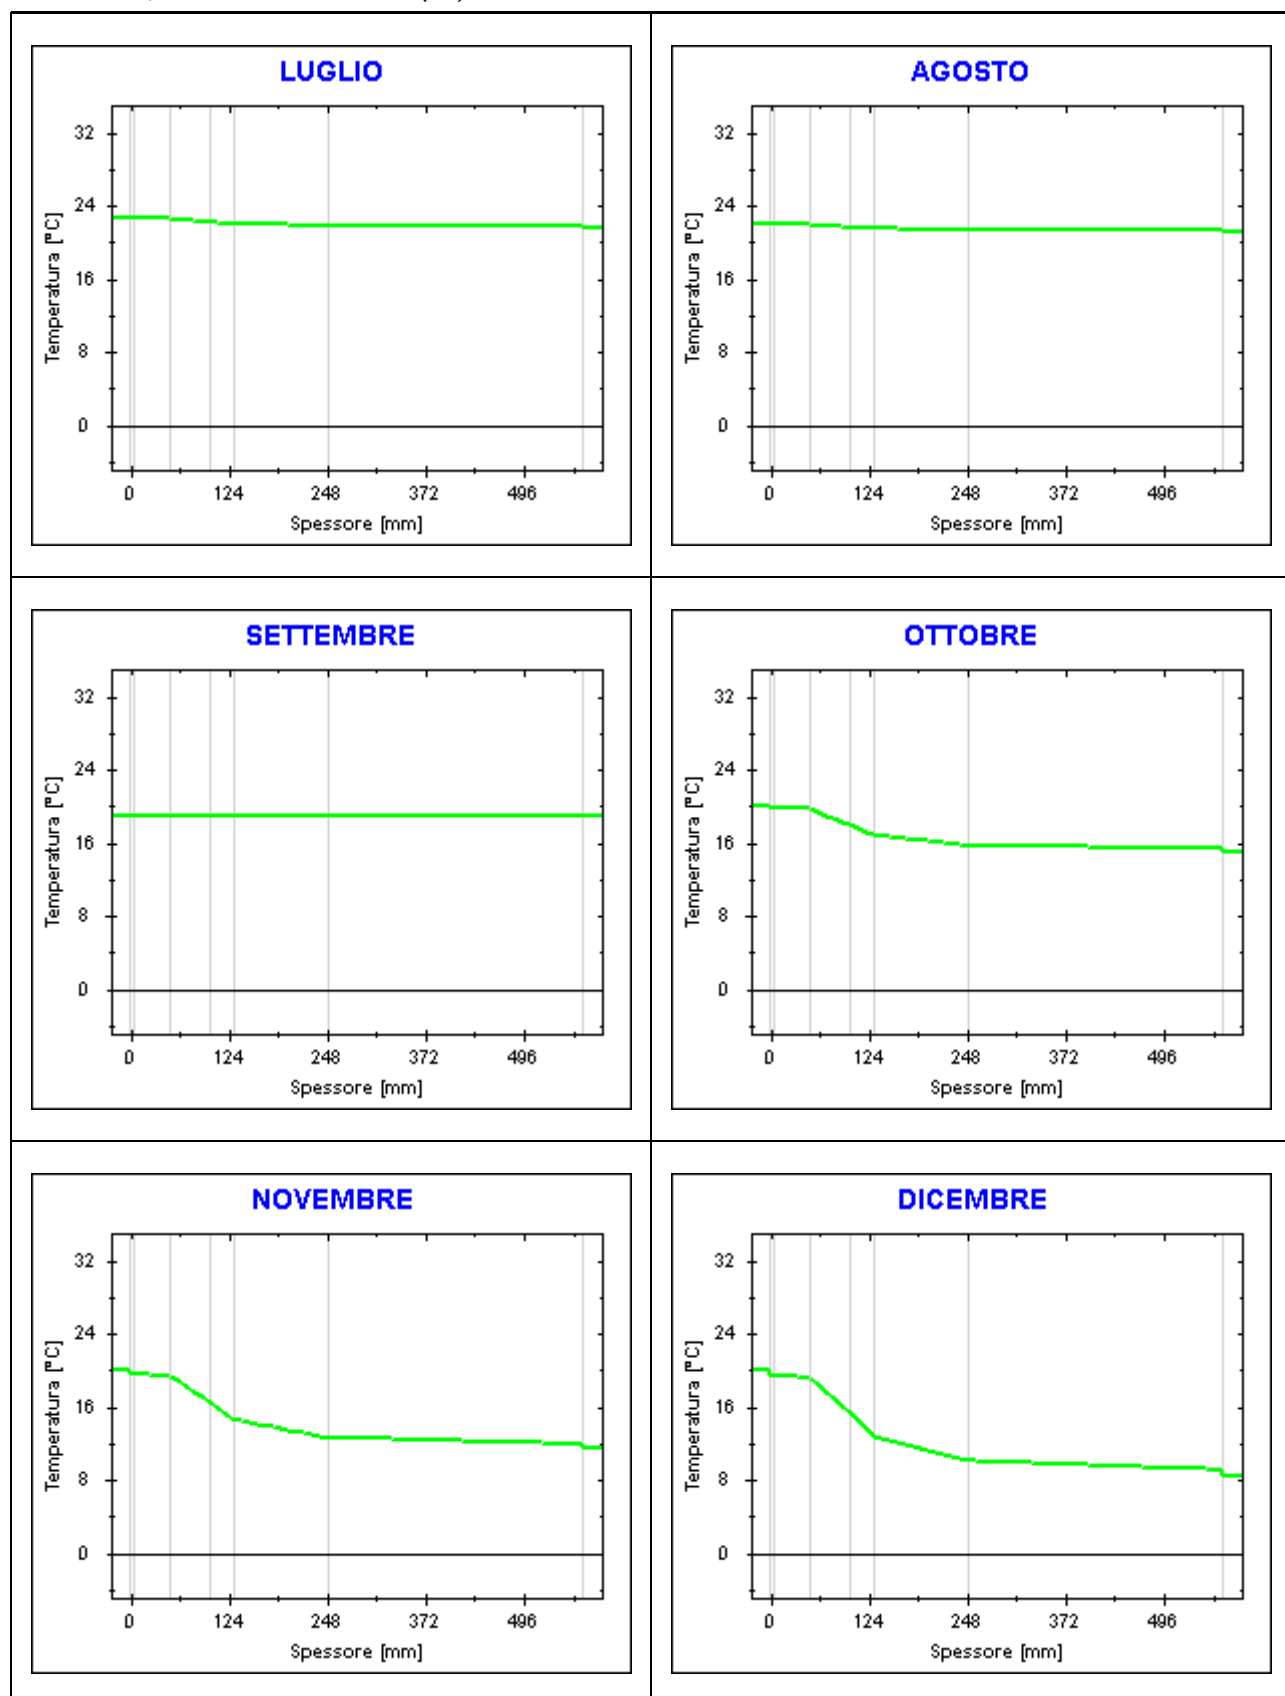 LUGLIO
32
24
16
8
0
Temperatura [°C]
0 124 248 372 496
Spessore [mm]
AGOSTO
32
24
16
8
0
Temperatura [°C]
0 124 248 372 496
Spessore [mm]
SETTEMBRE
32
24
16
8
0
Temperatura [°C]
0 124 248 372 496
Spessore [mm]
OTTOBRE
32
24
16
8
0
Temperatura [°C]
0 124 248 372 496
Spessore [mm]
NOVEMBRE
32
24
16
8
0
Temperatura [°C]
0 124 248 372 496
Spessore [mm]
DICEMBRE
32
24
16
8
0
Temperatura [°C]
0 124 248 372 496
Spessore [mm]